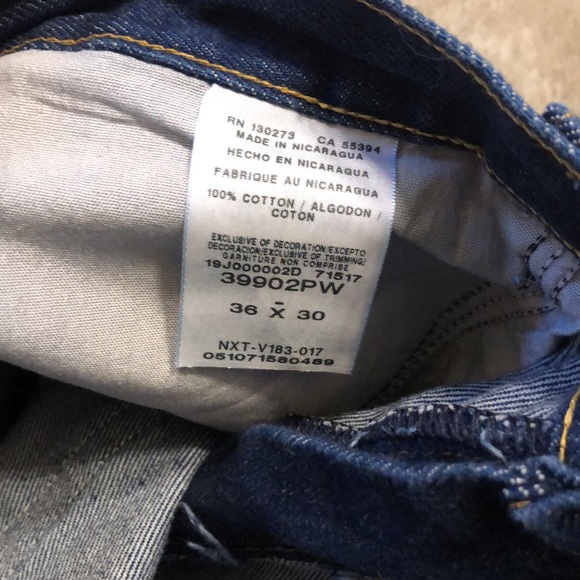 RN 130273 CA 55394
MADE IN NICARAGUA
HECHO EN NICARAGUA
FABRIQUE AU NICARAGUA
100% COTTON / ALGODON /
COTON
EXCLUSIVE OF DECORATION/EXCEPTO
DECORACION/EXCLUSIVE OF TRIMMING/
GARNITURE NON COMPRISE
19J000002D 71517
39902PW
-
36 X 30
NXT-V183-017
051071580489